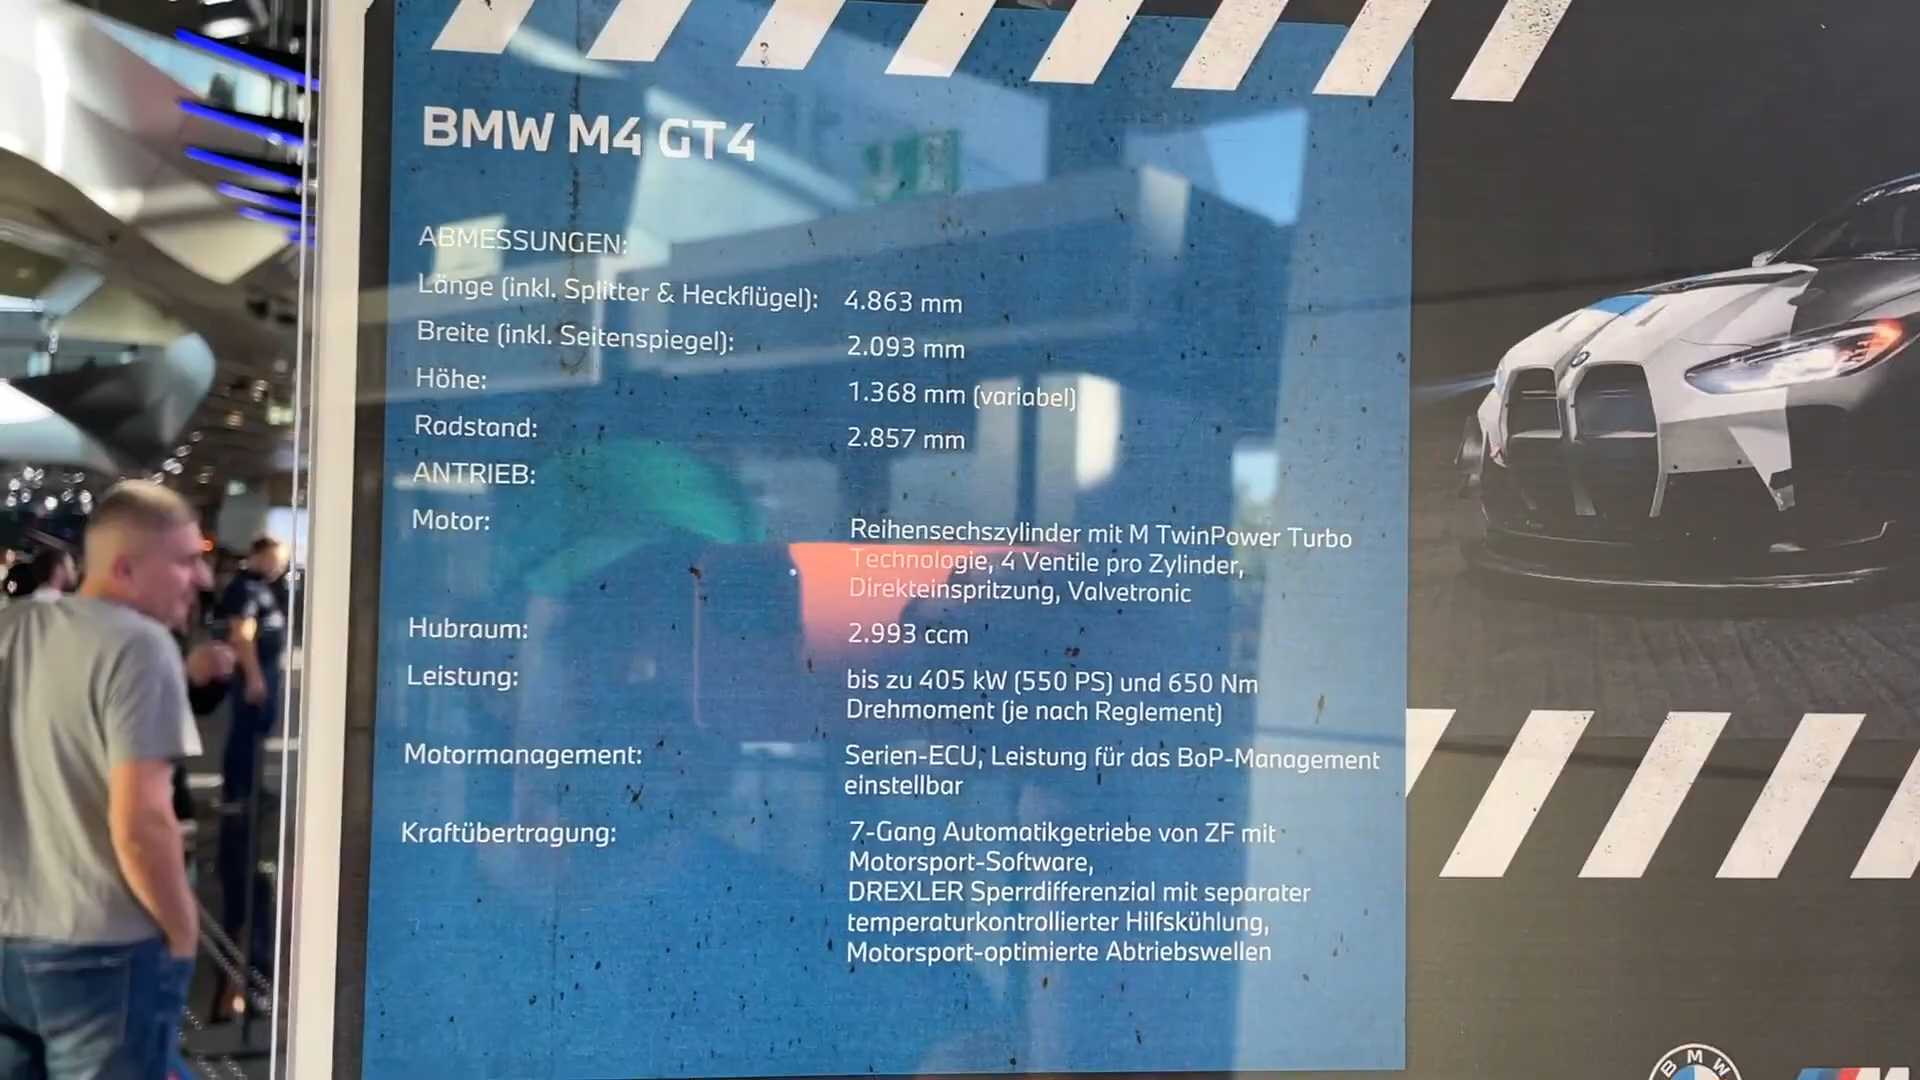 BMW M4 GT4
ABMESSUNGEN:
Länge (inkl. Splitter & Heckflügel): 4.863 mm
Breite (inkl. Seitenspiegel): 2.093 mm
Höhe: 1.368 mm (variabel)
Radstand: 2.857 mm
ANTRIEB:
Motor: Reihensechszylinder mit M TwinPower Turbo
Technologie, 4 Ventile pro Zylinder,
Direkteinspritzung, Valvetronic
Hubraum: 2.993 ccm
Leistung: bis zu 405 kW (550 PS) und 650 Nm
Drehmoment (je nach Reglement)
Motormanagement: Serien-ECU, Leistung für das BoP-Management
einstellbar
Kraftübertragung: 7-Gang Automatikgetriebe von ZF mit
Motorsport-Software,
DREXLER Sperrdifferenzial mit separater
temperaturkontrollierter Hilfskühlung,
Motorsport-optimierte Abtriebswellen
BMW
M